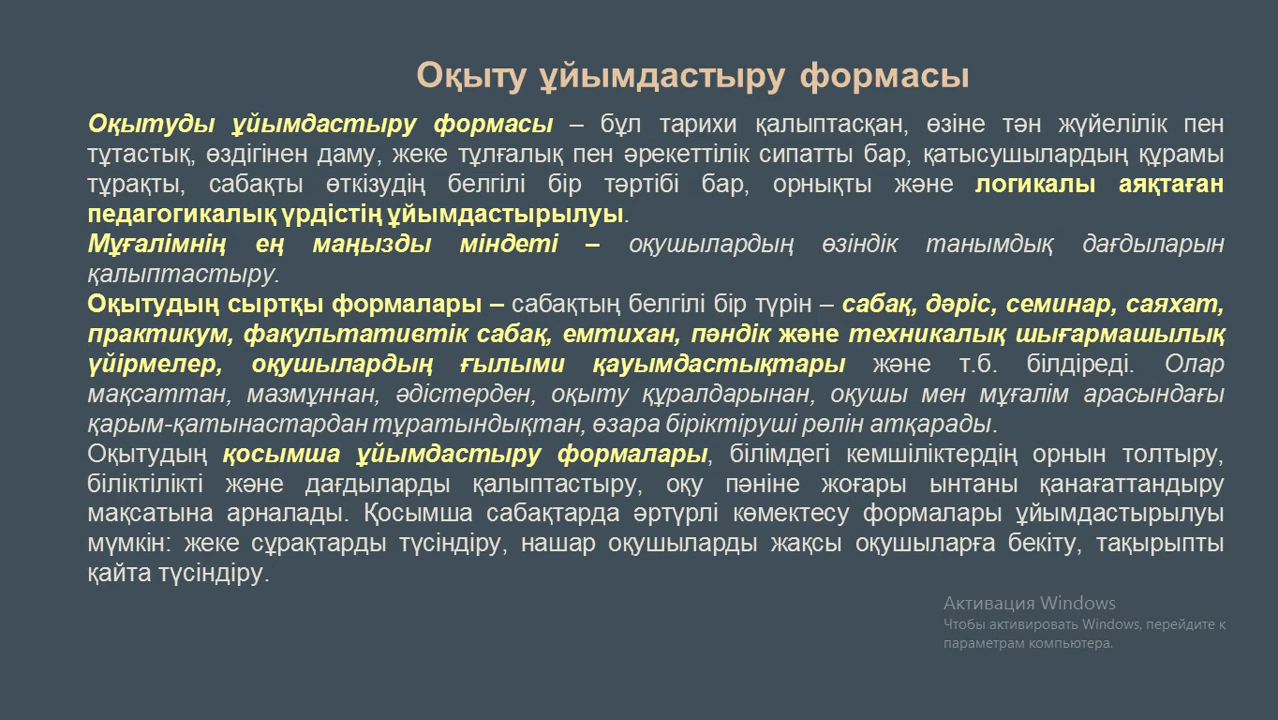 Оқыту ұйымдастыру формасы
Оқытуды ұйымдастыру формасы – бұл тарихи қалыптасқан, өзіне тән жүйелілік пен
тұтастық, өздігінен даму, жеке тұлғалық пен әрекеттілік сипатты бар, қатысушылардың құрамы
тұрақты, сабақты өткізудің белгілі бір тәртібі бар, орнықты және логикалы аяқтаған
педагогикалық үрдістің ұйымдастырылуы.
Мұғалімнің ең маңызды міндеті – оқушылардың өзіндік танымдық дағдыларын
қалыптастыру.
Оқытудың сыртқы формалары – сабақтың белгілі бір түрін – сабақ, дәріс, семинар, саяхат,
практикум, факультативтік сабақ, емтихан, пәндік және техникалық шығармашылық
үйірмелер, оқушылардың ғылыми қауымдастықтары және т.б. білдіреді. Олар
мақсаттан, мазмұннан, әдістерден, оқыту құралдарынан, оқушы мен мұғалім арасындағы
қарым-қатынастардан тұратындықтан, өзара біріктіруші рөлін атқарады.
Оқытудың қосымша ұйымдастыру формалары, білімдегі кемшіліктердің орнын толтыру,
біліктілікті және дағдыларды қалыптастыру, оқу пәніне жоғары ынтаны қанағаттандыру
мақсатына арналады. Қосымша сабақтарда әртүрлі көмектесу формалары ұйымдастырылуы
мүмкін: жеке сұрақтарды түсіндіру, нашар оқушыларды жақсы оқушыларға бекіту, тақырыпты
қайта түсіндіру.
Активация Windows
Чтобы активировать Windows, перейдите к
параметрам компьютера.